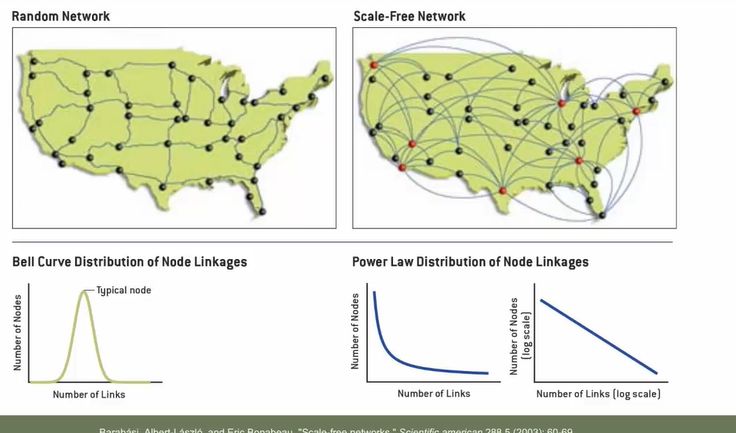 Random Network
Scale-Free Network
Bell Curve Distribution of Node Linkages
Power Law Distribution of Node Linkages
Number of Nodes
Typical node
Number of Links
Number of Nodes
Number of Links
Number of Nodes
(log scale)
Number of Links (log scale)
Barabási, Albert-László, and Eric Bonabeau. "Scale-free networks." Scientific american 288.5 (2003): 60-69.